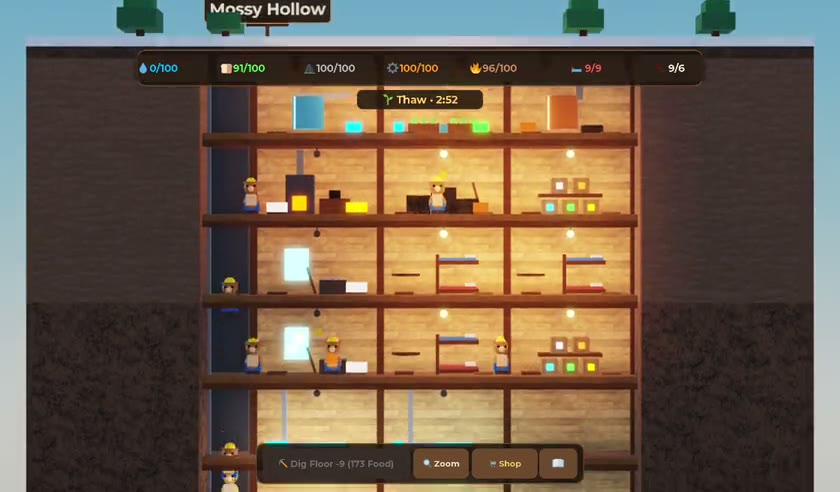 Mossy Hollow
0/100 91/100 100/100 100/100 96/100 9/9 9/6
Thaw • 2:52
Dig Floor -9 (173 Food) Zoom Shop